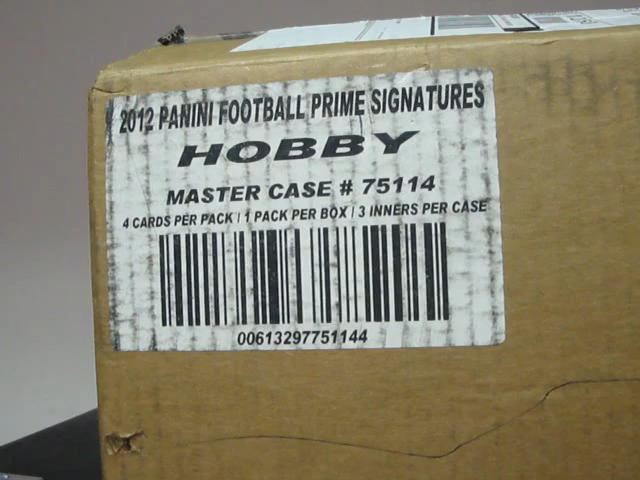 2012 PANINI FOOTBALL PRIME SIGNATURES
HOBBY
MASTER CASE # 75114
4 CARDS PER PACK | 1 PACK PER BOX | 3 INNERS PER CASE
00613297751144